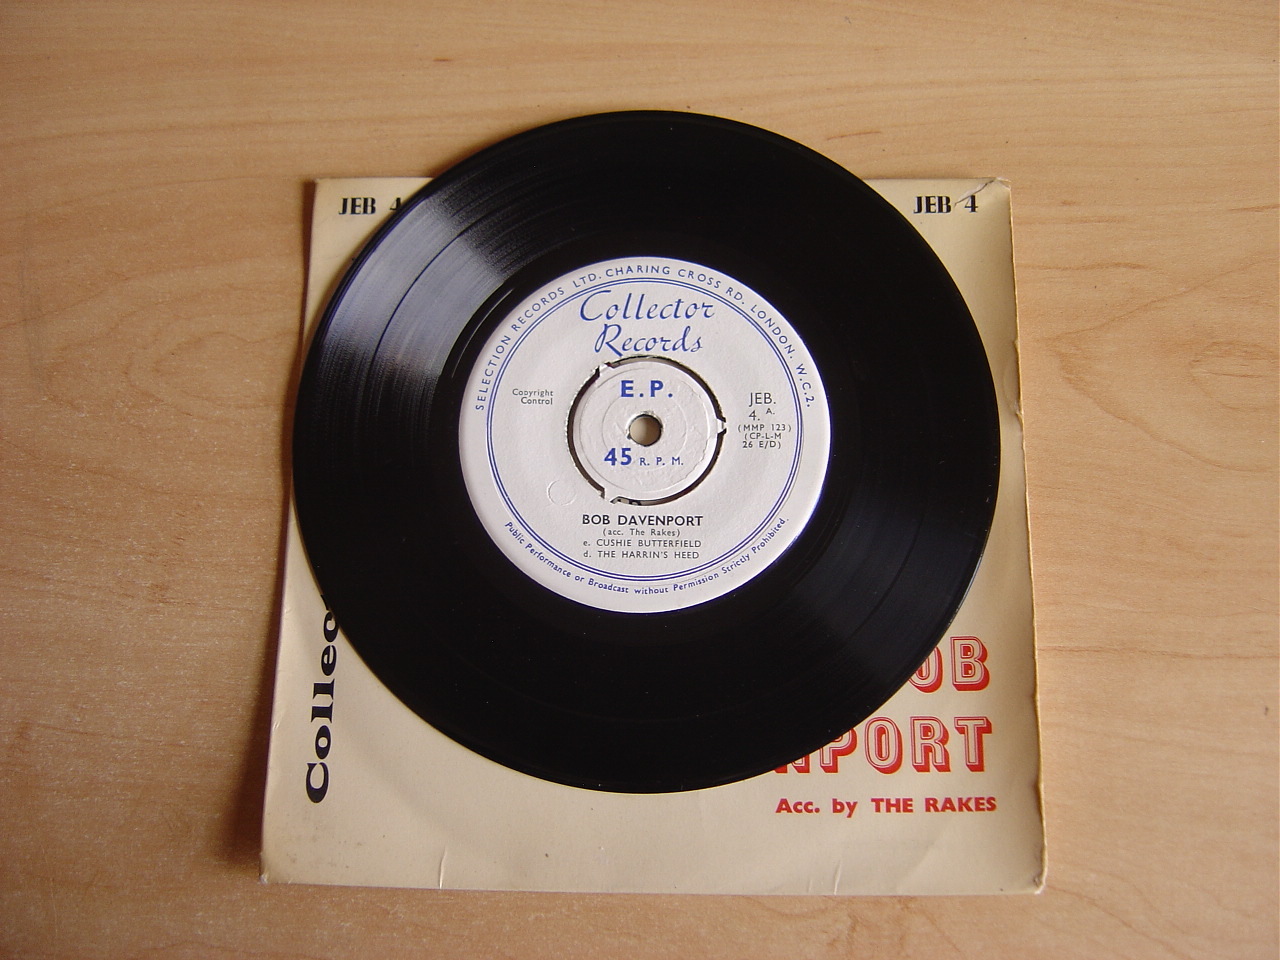 JEB 4
JEB 4
SELECTION RECORDS LTD. CHARING CROSS RD. LONDON. W.C.2.
Collector
Records
E.P.
Copyright
Control
JEB.
4. A.
(MMP 123)
(CP-L-M
26 E/D)
45 R. P. M.
BOB DAVENPORT
(acc. The Rakes)
e. CUSHIE BUTTERFIELD
d. THE HARRIN'S HEED
Public Performance or Broadcast without Permission Strictly Prohibited.
Collec
OB
NPORT
Acc. by THE RAKES